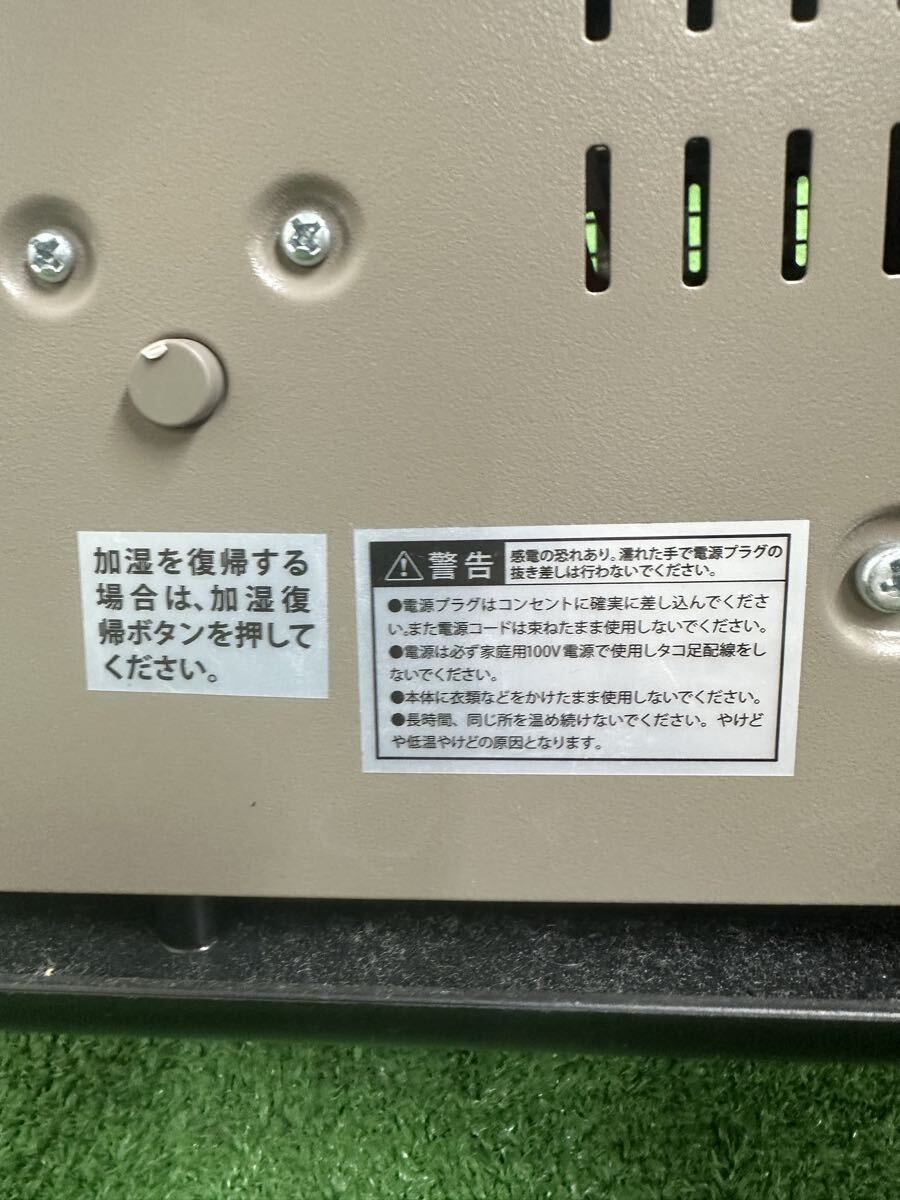 加湿を復帰する
場合は、加湿復
帰ボタンを押して
ください。
警告
感電の恐れあり。濡れた手で電源プラグの
抜き差しは行わないでください。
●電源プラグはコンセントに確実に差し込んでくださ
い。また電源コードは束ねたまま使用しないでください。
●電源は必ず家庭用100V電源で使用しタコ足配線をし
ないでください。
●本体に衣類などをかけたまま使用しないでください。
●長時間、同じ所を温め続けないでください。やけど
や低温やけどの原因となります。